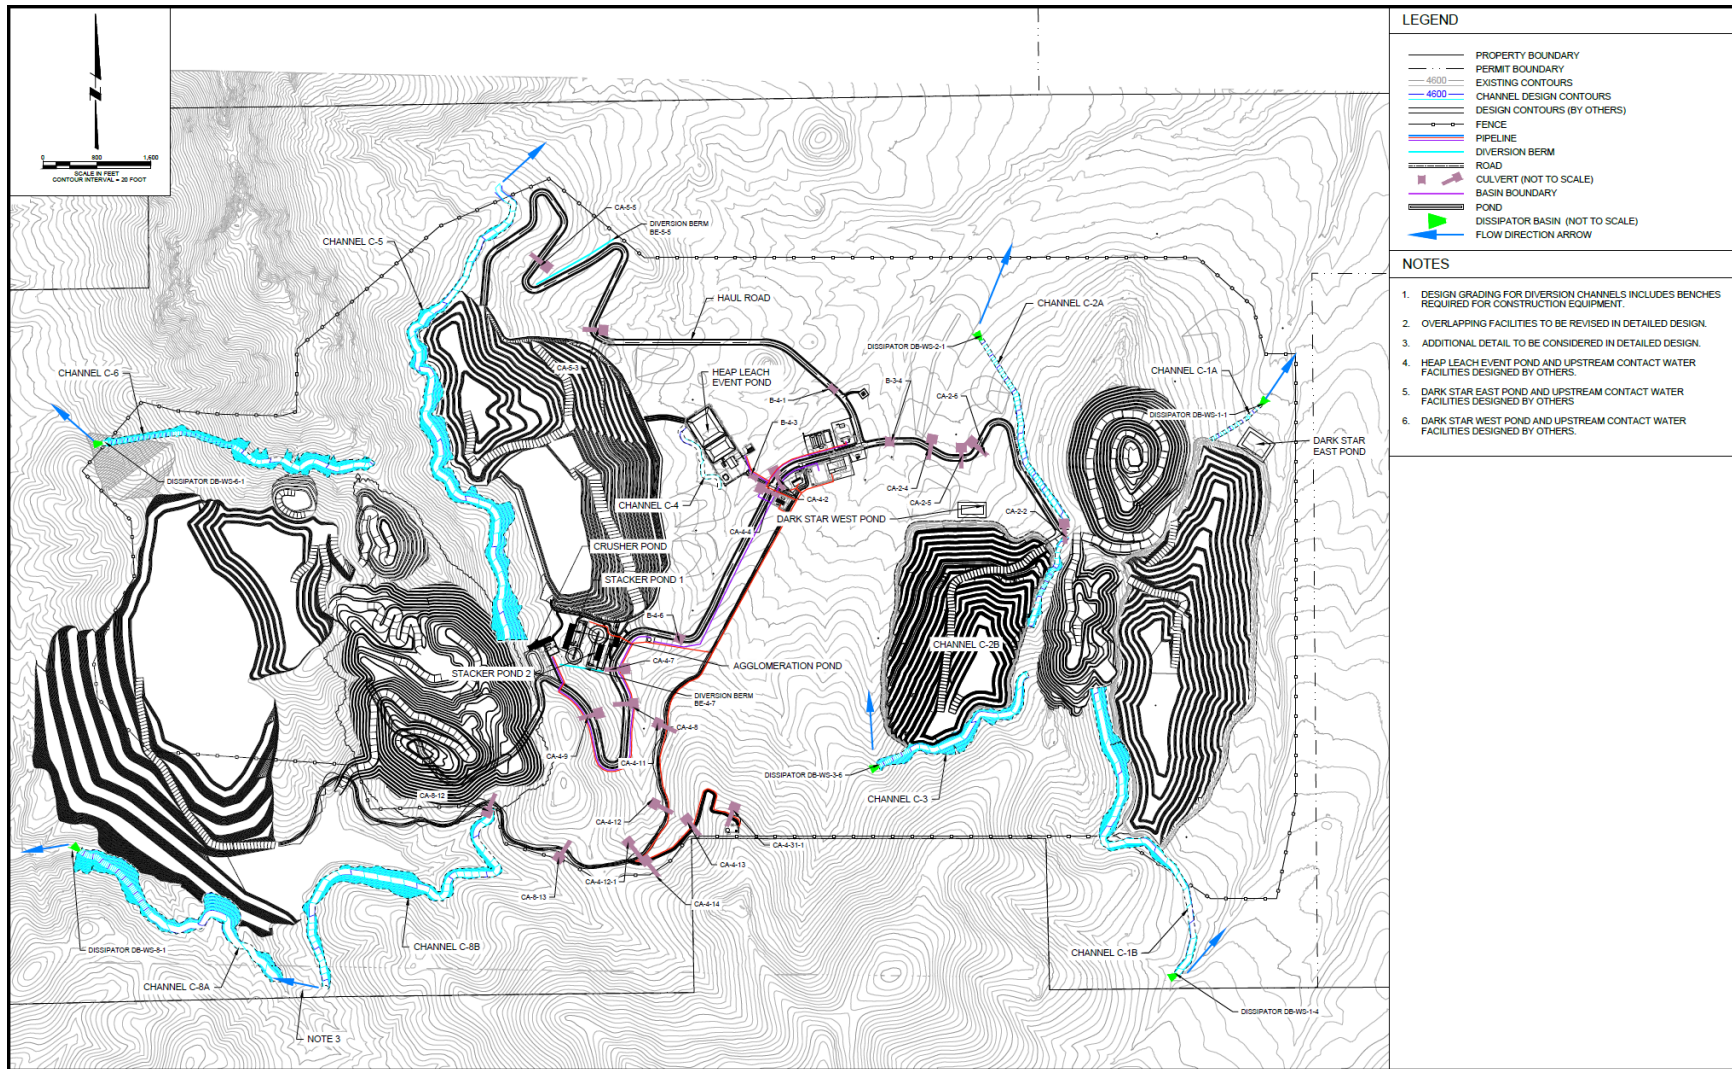 0 800 1,600
SCALE IN FEET
CONTOUR INTERVAL = 20 FOOT
CA-5-5
DIVERSION BERM
BE-5-5
CHANNEL C-5
HAUL ROAD
CHANNEL C-2A
DISSIPATOR DB-WS-2-1
CA-5-3
CHANNEL C-6
HEAP LEACH
EVENT POND
B-3-4
CHANNEL C-1A
B-4-1
CA-2-6
DISSIPATOR DB-WS-1-1
B-4-3
DARK STAR
EAST POND
DISSIPATOR DB-WS-6-1
CA-2-4
CA-4-2
CHANNEL C-4
CA-2-5
CA-2-2
DARK STAR WEST POND
CA-4-4
CRUSHER POND
STACKER POND 1
B-4-6
CHANNEL C-2B
CA-4-7
AGGLOMERATION POND
STACKER POND 2
DIVERSION BERM
BE-4-7
CA-4-8
CA-4-9
CA-4-11
DISSIPATOR DB-WS-3-6
CA-8-12
CHANNEL C-3
CA-4-12
CA-4-31-1
CA-4-13
CA-4-12-1
CA-8-13
CA-4-14
CHANNEL C-8B
DISSIPATOR DB-WS-8-1
CHANNEL C-1B
CHANNEL C-8A
DISSIPATOR DB-WS-1-4
NOTE 3
LEGEND
PROPERTY BOUNDARY
PERMIT BOUNDARY
4600 EXISTING CONTOURS
4600 CHANNEL DESIGN CONTOURS
DESIGN CONTOURS (BY OTHERS)
FENCE
PIPELINE
DIVERSION BERM
ROAD
CULVERT (NOT TO SCALE)
BASIN BOUNDARY
POND
DISSIPATOR BASIN (NOT TO SCALE)
FLOW DIRECTION ARROW
NOTES
1. DESIGN GRADING FOR DIVERSION CHANNELS INCLUDES BENCHES
REQUIRED FOR CONSTRUCTION EQUIPMENT.
2. OVERLAPPING FACILITIES TO BE REVISED IN DETAILED DESIGN.
3. ADDITIONAL DETAIL TO BE CONSIDERED IN DETAILED DESIGN.
4. HEAP LEACH EVENT POND AND UPSTREAM CONTACT WATER
FACILITIES DESIGNED BY OTHERS.
5. DARK STAR EAST POND AND UPSTREAM CONTACT WATER
FACILITIES DESIGNED BY OTHERS
6. DARK STAR WEST POND AND UPSTREAM CONTACT WATER
FACILITIES DESIGNED BY OTHERS.